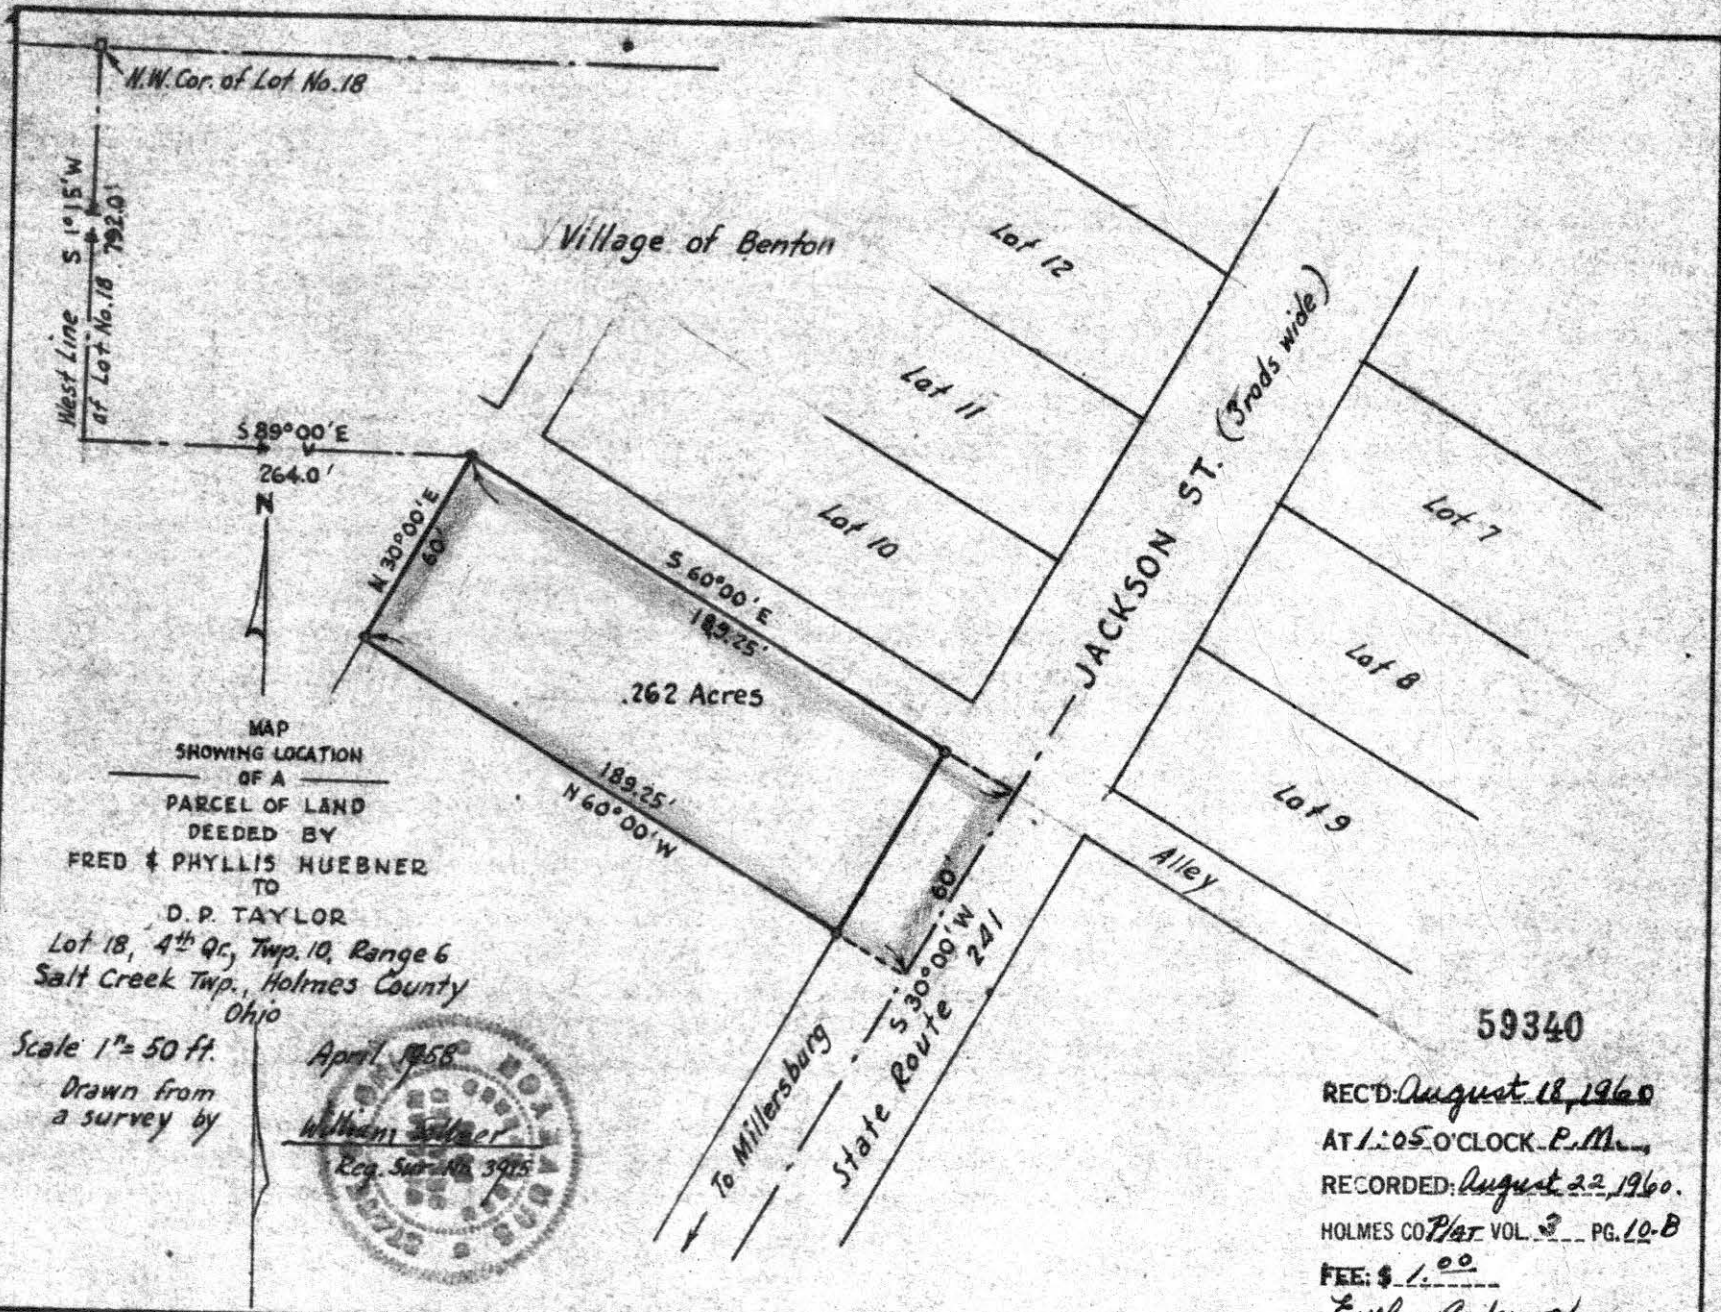 N.W. Cor. of Lot No. 18
West Line S 1°15'W
of Lot No. 18 792.0'
Village of Benton
Lot 12
Lot 11
Lot 10
JACKSON ST. (3 rods wide)
Lot 7
Lot 8
Lot 9
Alley
S 89°00'E
264.0'
N
N 30°00'E
60'
S 60°00'E
189.25'
.262 Acres
189.25'
N 60°00'W
60'
S 30°00'W
State Route 241
To Millersburg
MAP
SHOWING LOCATION
OF A
PARCEL OF LAND
DEEDED BY
FRED & PHYLLIS HUEBNER
TO
D. P. TAYLOR
Lot 18, 4th Qr., Twp. 10, Range 6
Salt Creek Twp., Holmes County
Ohio
Scale 1"= 50 ft.
Drawn from
a survey by
April 1958
William
Reg. Sur. No. 3915
59340
REC'D: August 18, 1960
AT 1:05 O'CLOCK P.M.,
RECORDED: August 22, 1960.
HOLMES CO Plat VOL. 3 PG. 10-B
FEE: $ 1.00